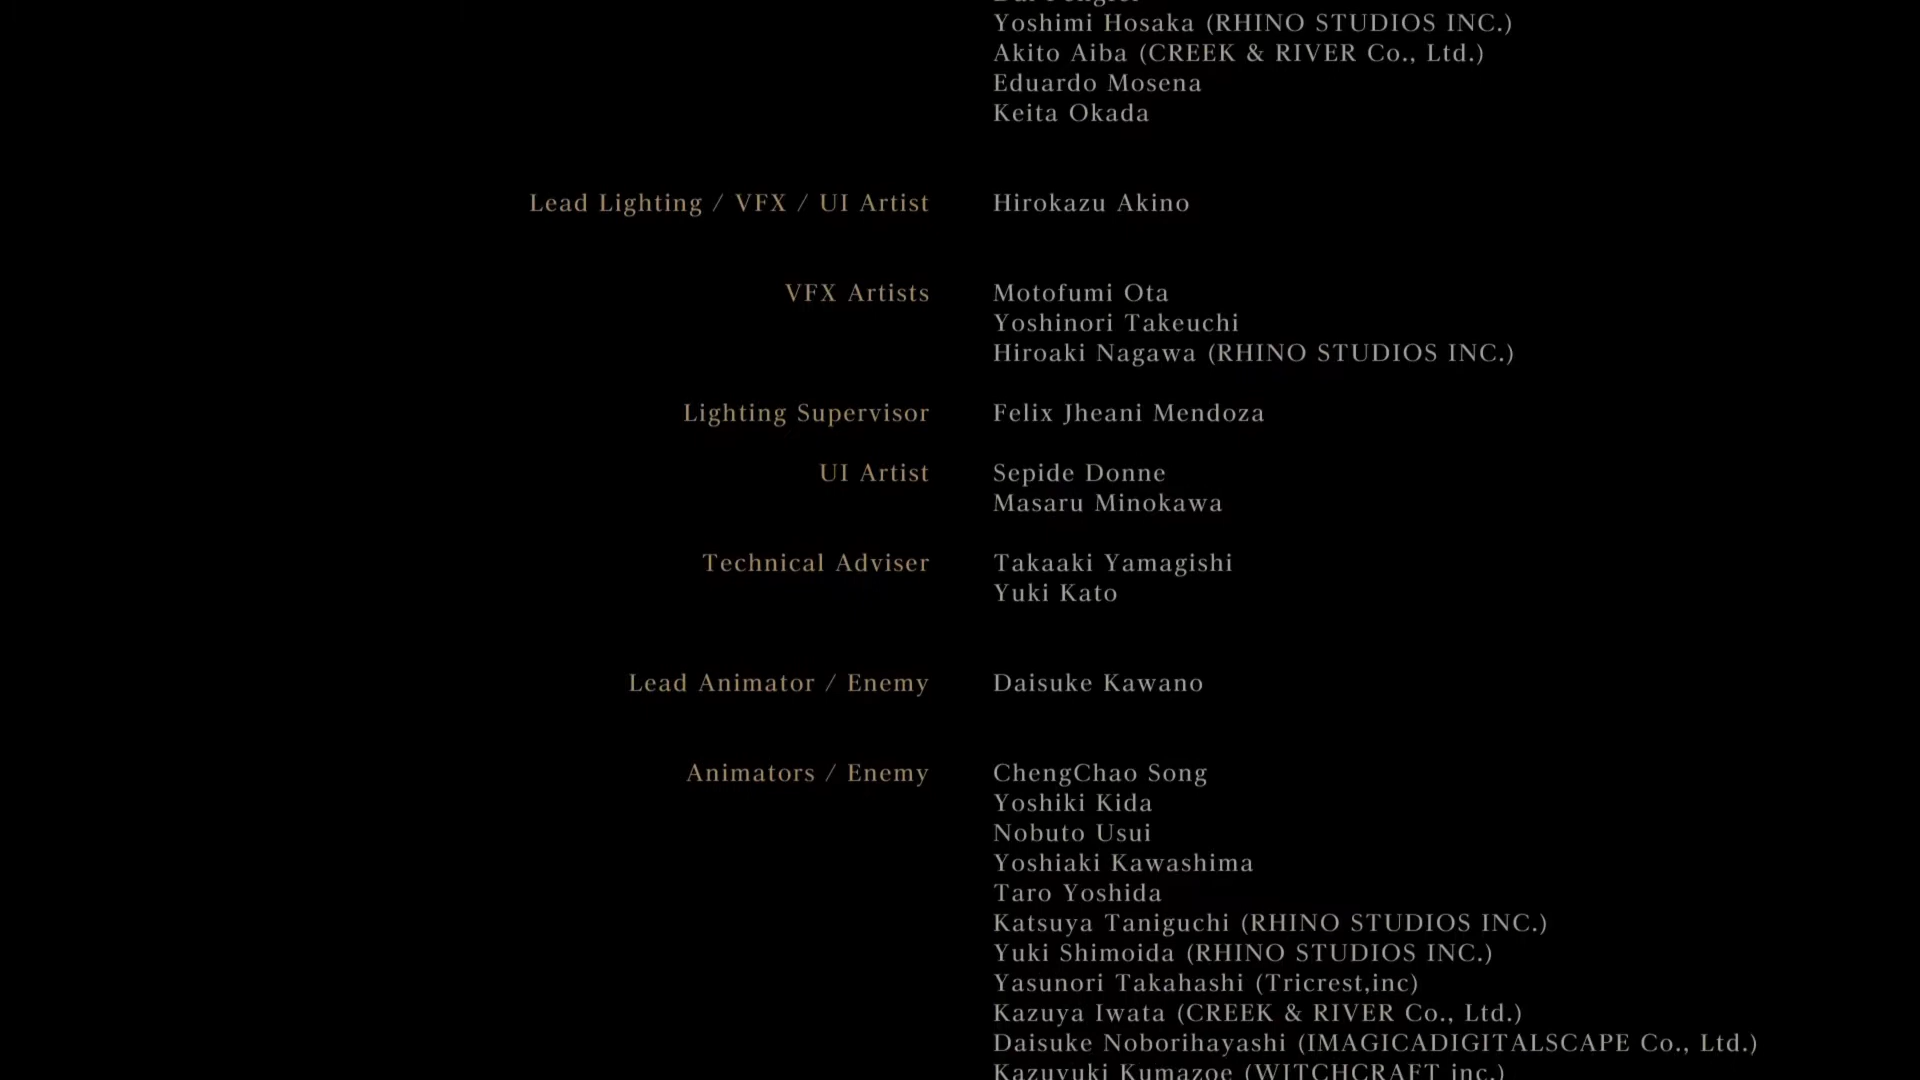 Yoshimi Hosaka (RHINO STUDIOS INC.)
Akito Aiba (CREEK & RIVER Co., Ltd.)
Eduardo Mosena
Keita Okada
Lead Lighting / VFX / UI Artist Hirokazu Akino
VFX Artists Motofumi Ota
Yoshinori Takeuchi
Hiroaki Nagawa (RHINO STUDIOS INC.)
Lighting Supervisor Felix Jheani Mendoza
UI Artist Sepide Donne
Masaru Minokawa
Technical Adviser Takaaki Yamagishi
Yuki Kato
Lead Animator / Enemy Daisuke Kawano
Animators / Enemy ChengChao Song
Yoshiki Kida
Nobuto Usui
Yoshiaki Kawashima
Taro Yoshida
Katsuya Taniguchi (RHINO STUDIOS INC.)
Yuki Shimoida (RHINO STUDIOS INC.)
Yasunori Takahashi (Tricrest,inc)
Kazuya Iwata (CREEK & RIVER Co., Ltd.)
Daisuke Noborihayashi (IMAGICADIGITALSCAPE Co., Ltd.)
Kazuyuki Kumazoe (WITCHCRAFT inc.)